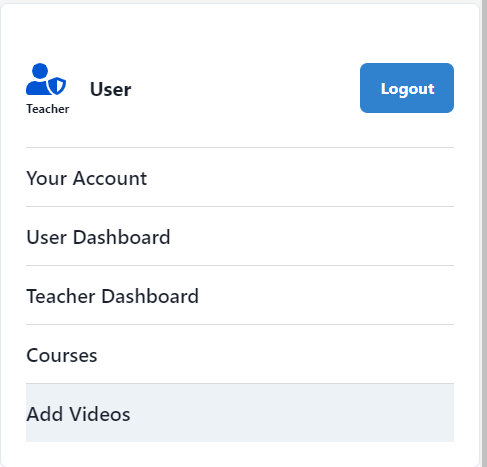 Teacher
User
Logout
Your Account
User Dashboard
Teacher Dashboard
Courses
Add Videos